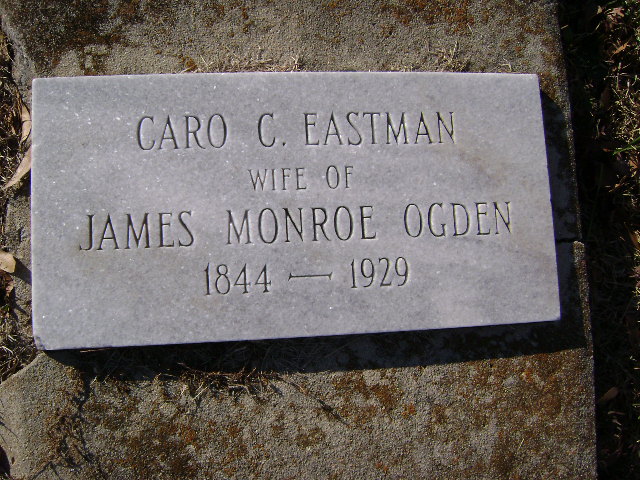 CARO C. EASTMAN
WIFE OF
JAMES MONROE OGDEN
1844 — 1929